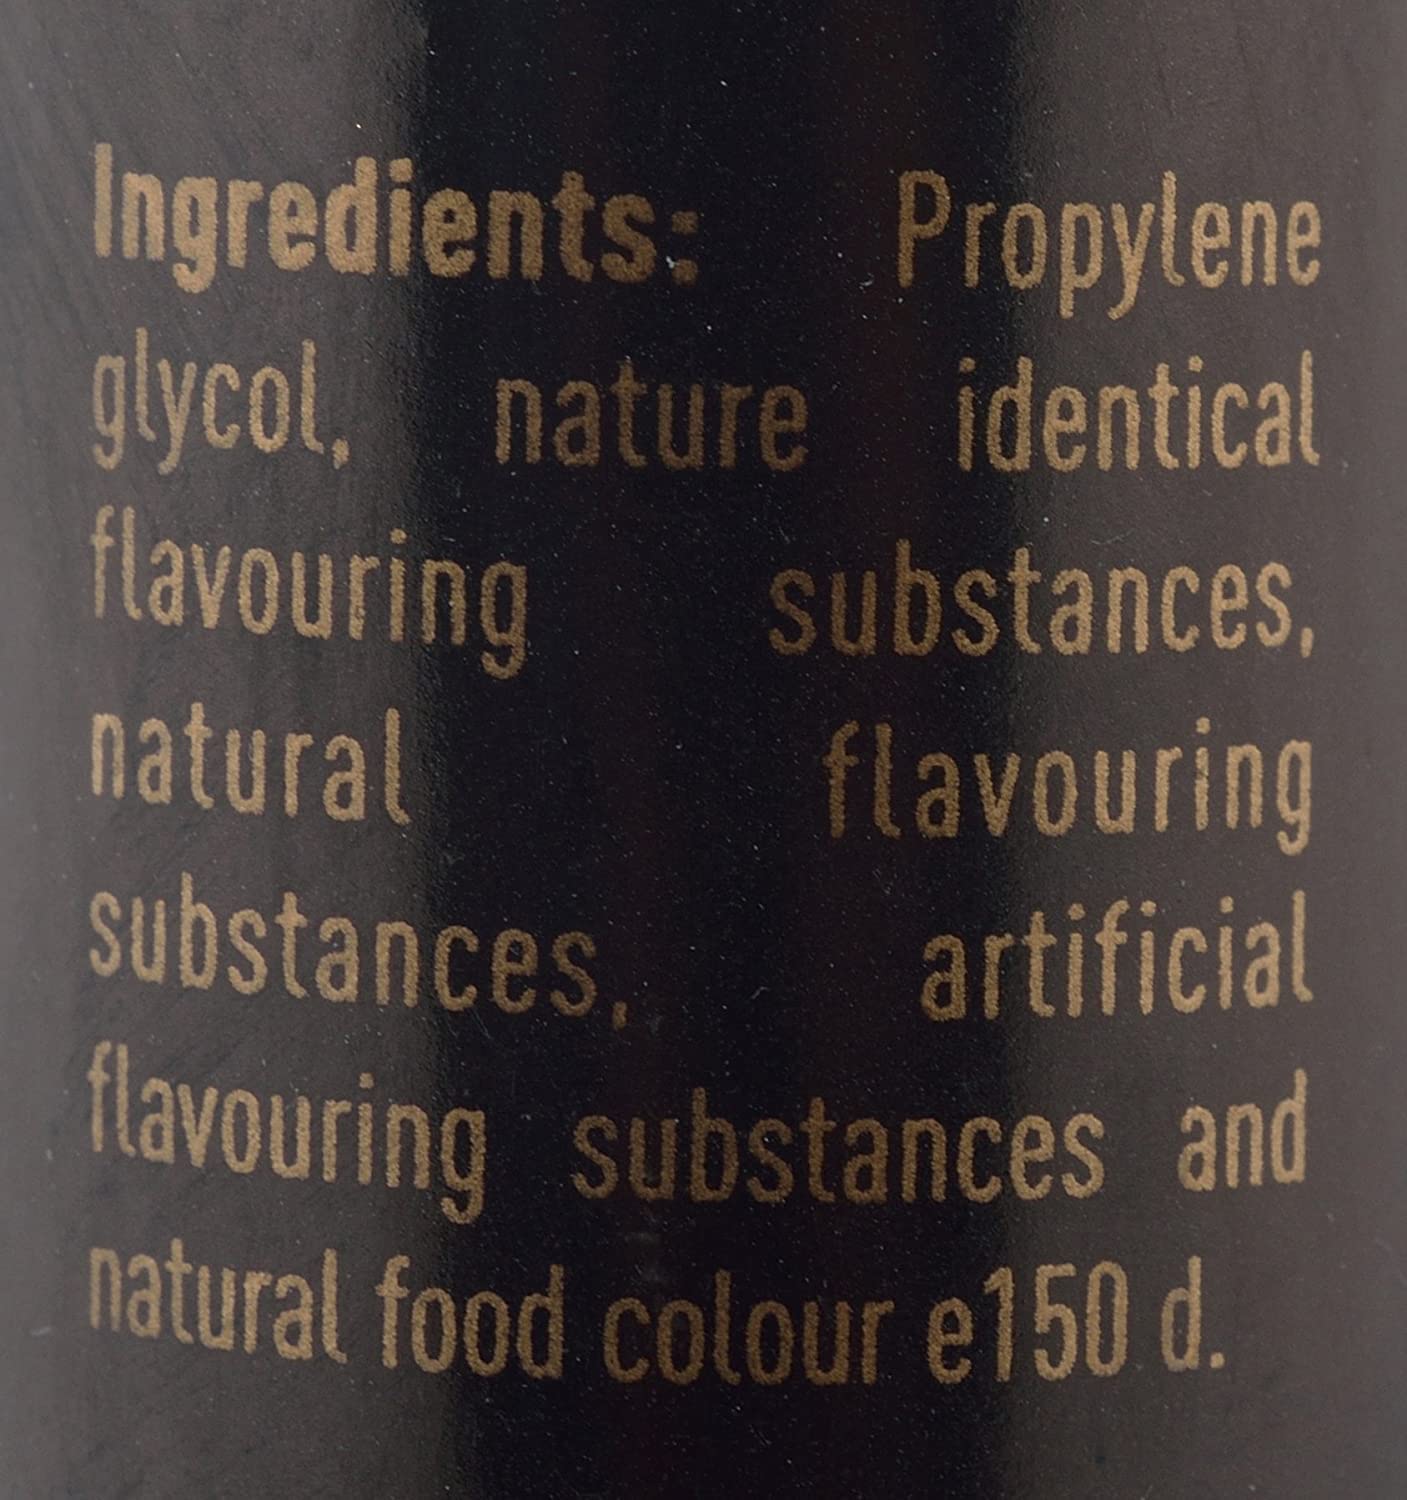 Ingredients: Propylene
glycol, nature identical
flavouring substances,
natural flavouring
substances, artificial
flavouring substances and
natural food colour e150 d.